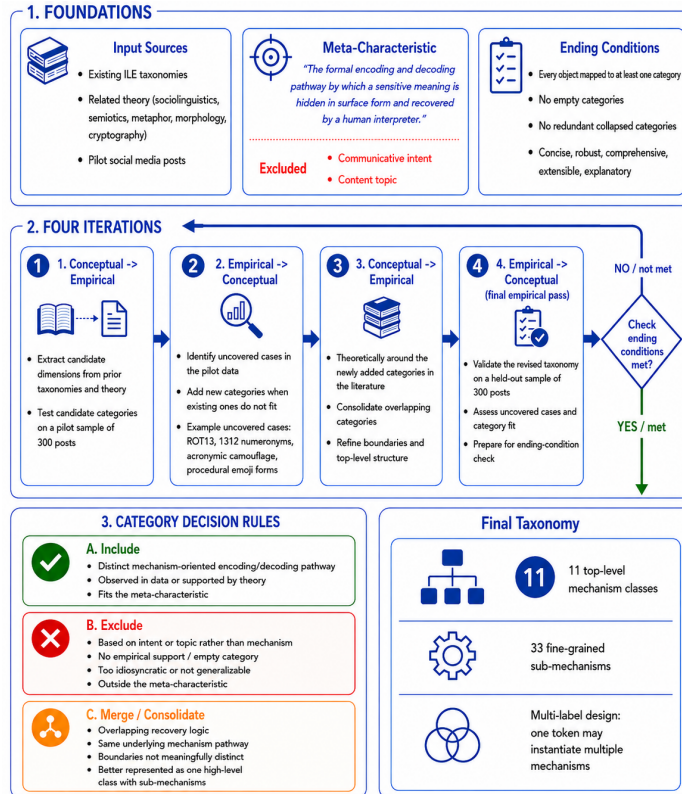 1. FOUNDATIONS
Input Sources
• Existing ILE taxonomies
• Related theory (sociolinguistics,
semiotics, metaphor, morphology,
cryptography)
• Pilot social media posts
Meta-Characteristic
"The formal encoding and decoding
pathway by which a sensitive meaning is
hidden in surface form and recovered
by a human interpreter."
Excluded
• Communicative intent
• Content topic
Ending Conditions
• Every object mapped to at least one category
• No empty categories
• No redundant collapsed categories
• Concise, robust, comprehensive,
extensible, explanatory
2. FOUR ITERATIONS
1
1. Conceptual ->
Empirical
• Extract candidate
dimensions from prior
taxonomies and theory
• Test candidate categories
on a pilot sample of
300 posts
2
2. Empirical ->
Conceptual
• Identify uncovered cases in
the pilot data
• Add new categories when
existing ones do not fit
• Example uncovered cases:
ROT13, 1312 numeronyms,
acronymic camouflage,
procedural emoji forms
3
3. Conceptual ->
Empirical
• Theoretically around the
newly added categories in
the literature
• Consolidate overlapping
categories
• Refine boundaries and
top-level structure
4
4. Empirical ->
Conceptual
(final empirical pass)
• Validate the revised taxonomy
on a held-out sample of
300 posts
• Assess uncovered cases and
category fit
• Prepare for ending-condition
check
NO / not met
Check
ending
conditions
met?
YES / met
3. CATEGORY DECISION RULES
A. Include
• Distinct mechanism-oriented encoding/decoding pathway
• Observed in data or supported by theory
• Fits the meta-characteristic
B. Exclude
• Based on intent or topic rather than mechanism
• No empirical support / empty category
• Too idiosyncratic or not generalizable
• Outside the meta-characteristic
C. Merge / Consolidate
• Overlapping recovery logic
• Same underlying mechanism pathway
• Boundaries not meaningfully distinct
• Better represented as one high-level
class with sub-mechanisms
Final Taxonomy
11
11 top-level
mechanism classes
33 fine-grained
sub-mechanisms
Multi-label design:
one token may
instantiate multiple
mechanisms